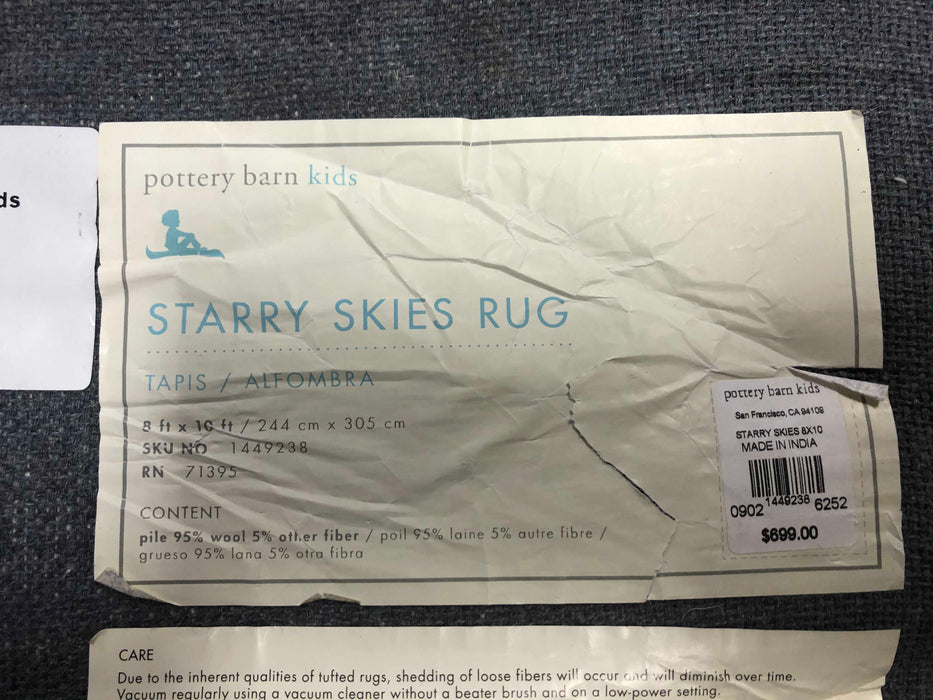 ds
pottery barn kids
STARRY SKIES RUG
TAPIS / ALFOMBRA
8 ft x 10 ft / 244 cm x 305 cm
SKU NO 1449238
RN 71395
CONTENT
pile 95% wool 5% other fiber / poil 95% laine 5% autre fibre /
grueso 95% lana 5% otra fibra
pottery barn kids
San Francisco, CA 94109
STARRY SKIES 8X10
MADE IN INDIA
1449238
0902 6252
$699.00
CARE
Due to the inherent qualities of tufted rugs, shedding of loose fibers will occur and will diminish over time.
Vacuum regularly using a vacuum cleaner without a beater brush and on a low-power setting.